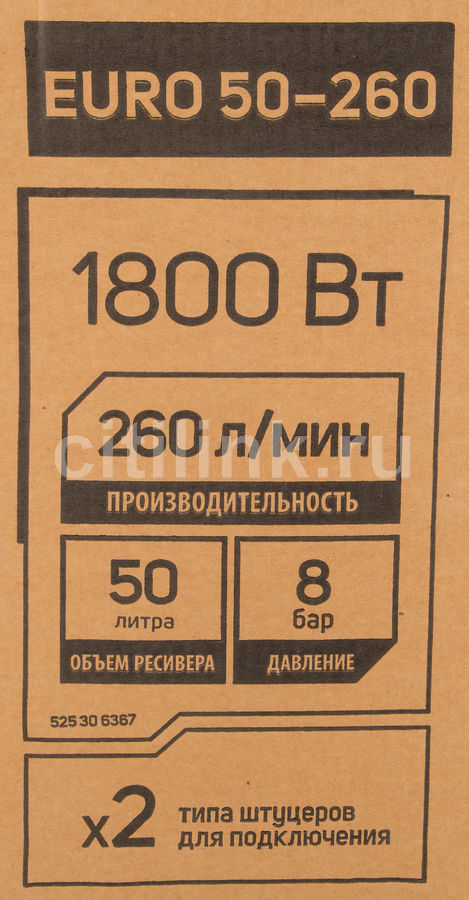 EURO 50-260
1800 Вт
260 л/мин
citilink.ru
ПРОИЗВОДИТЕЛЬНОСТЬ
50
литра
ОБЪЕМ РЕСИВЕРА
8
бар
ДАВЛЕНИЕ
525 30 6367
x2
типа штуцеров
для подключения